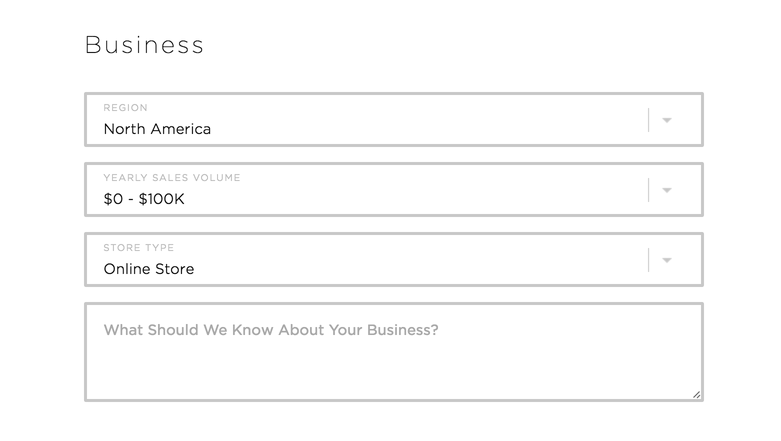 Business
REGION
North America
YEARLY SALES VOLUME
$0 - $100K
STORE TYPE
Online Store
What Should We Know About Your Business?